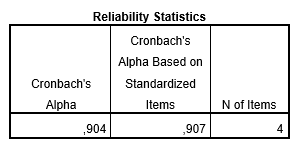 Reliability Statistics
Cronbach's
Alpha
Cronbach's
Alpha Based on
Standardized
Items
N of Items
,904
,907
4